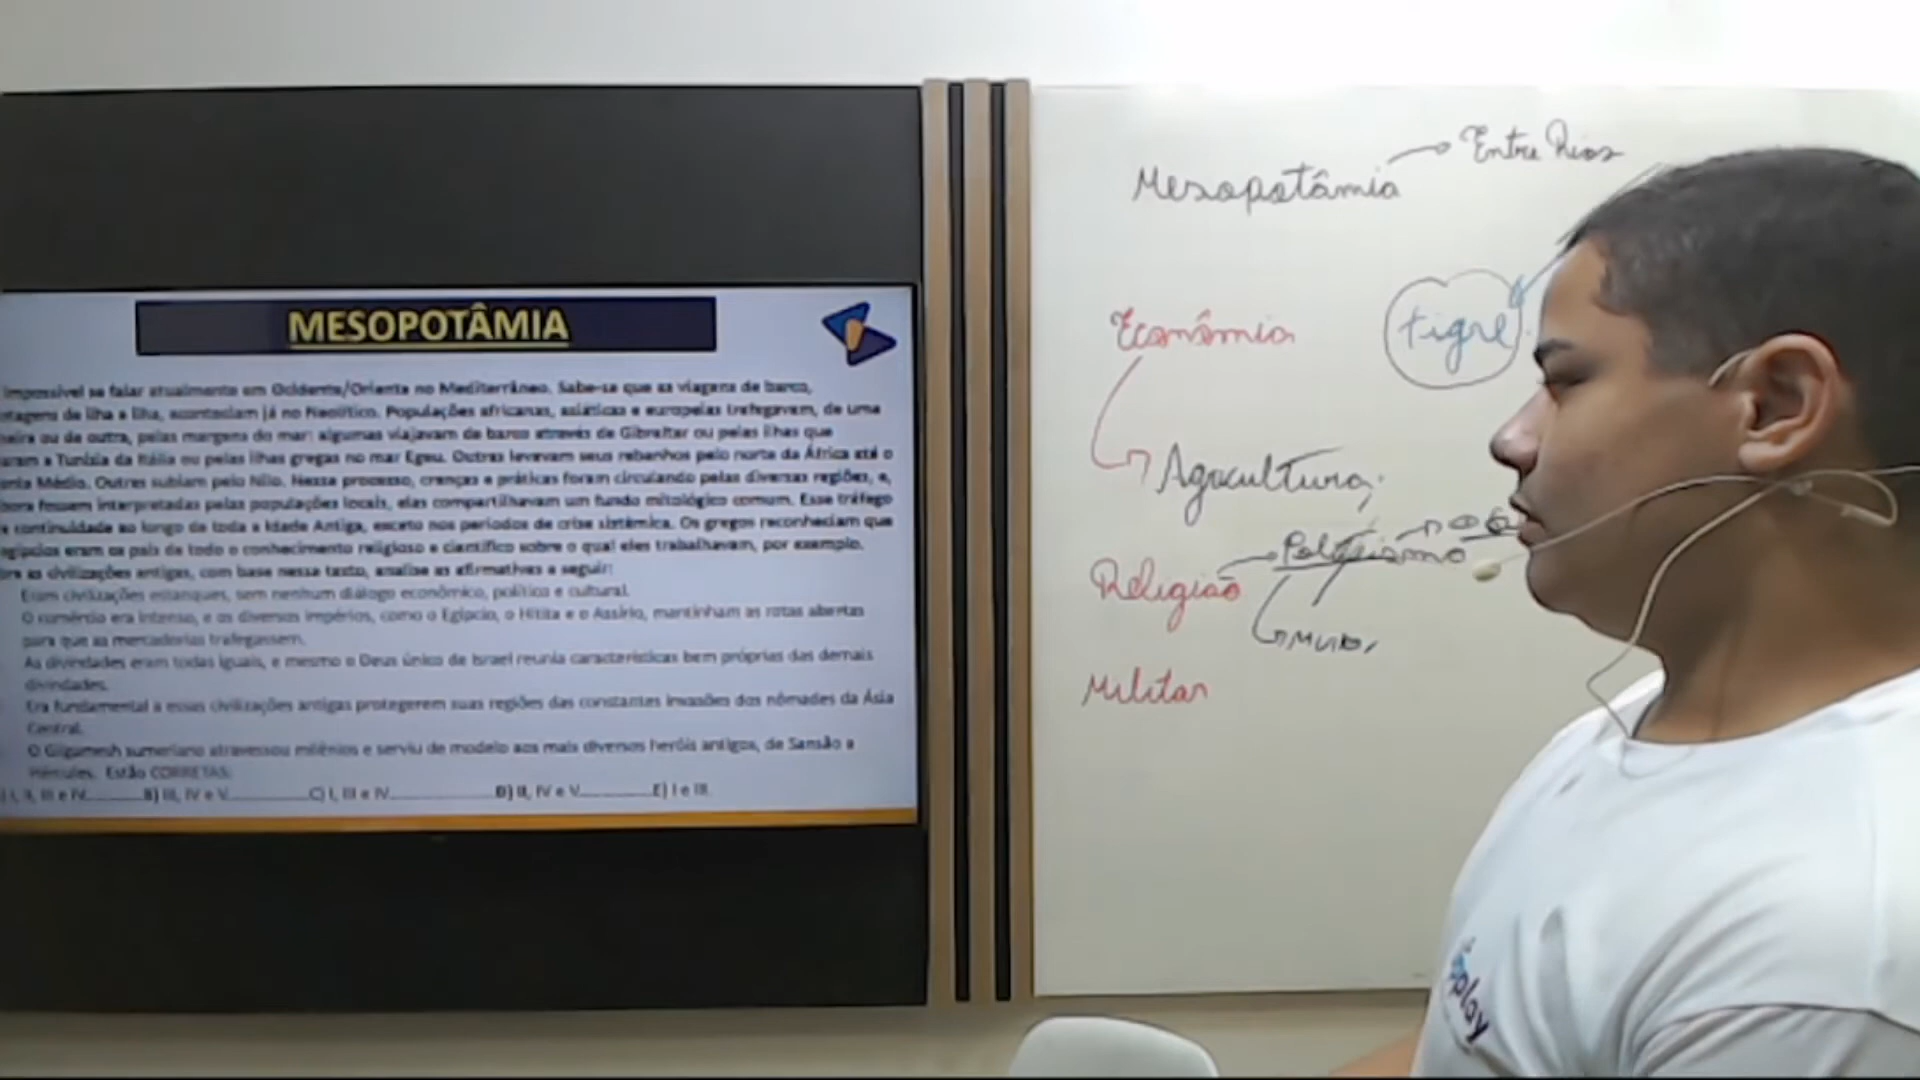 MESOPOTÂMIA
impossível se falar atualmente em Ocidente/Oriente no Mediterrâneo. Sabe-se que as viagens de barco,
de ilha a ilha, aconteciam já no Neolítico. Populações africanas, asiáticas e europeias trafegavam, de uma
ou de outra, pelas margens do mar: algumas viajavam de barco através de Gibraltar ou pelas ilhas que
a Tunísia da Itália ou pelas ilhas gregas no mar Egeu. Outras levavam seus rebanhos pelo norte da África até o
Médio. Outros subiam pelo Nilo. Nesse processo, crenças e práticas foram circulando pelas diversas regiões, e,
fossem interpretadas pelas populações locais, elas compartilhavam um fundo mitológico comum. Esse tráfego
continuidade ao longo de toda a Idade Antiga, exceto nos períodos de crise sistêmica. Os gregos reconheciam que
egípcios eram os pais de todo o conhecimento religioso e científico sobre o qual eles trabalhavam, por exemplo.
as civilizações antigas, com base nesse texto, analise as afirmativas a seguir:
Eram civilizações estanques, sem nenhum diálogo econômico, político e cultural.
O comércio era intenso, e os diversos impérios, como o Egípcio, o Hitita e o Assírio, mantinham as rotas abertas
para que as mercadorias trafegassem.
As divindades eram todas iguais, e mesmo o Deus único de Israel reunia características bem próprias das demais
divindades.
Era fundamental a essas civilizações antigas protegerem suas regiões das constantes invasões dos nômades da Ásia
Central.
O Gilgamesh sumeriano atravessou milênios e serviu de modelo aos mais diversos heróis antigos, de Sansão a
Hércules. Estão CORRETAS:
I, II, III e IV. B) III, IV e V. C) I, III e IV. D) II, IV e V. E) I e III.
Entre Rios
Mesopotâmia
Econômia
tigre
Agricultura;
Politeísmo
Religião
Militar
play